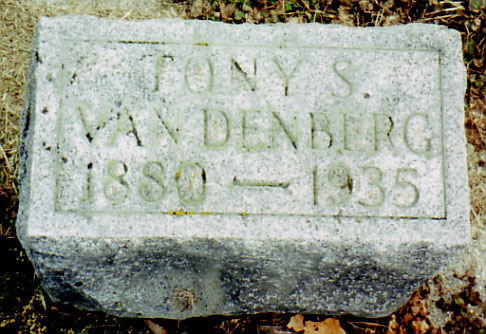 TONY S
VAN DENBERG
1880 — 1935